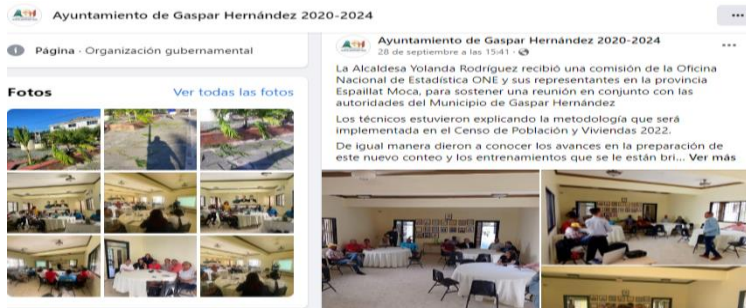 Ayuntamiento de Gaspar Hernández 2020-2024
Página · Organización gubernamental
Fotos
Ver todas las fotos
Ayuntamiento de Gaspar Hernández 2020-2024
28 de septiembre a las 15:41 ·
La Alcaldesa Yolanda Rodríguez recibió una comisión de la Oficina
Nacional de Estadística ONE y sus representantes en la provincia
Espaillat Moca, para sostener una reunión en conjunto con las
autoridades del Municipio de Gaspar Hernández
Los técnicos estuvieron explicando la metodología que será
implementada en el Censo de Población y Viviendas 2022.
De igual manera dieron a conocer los avances en la preparación de
este nuevo conteo y los entrenamientos que se le están bri... Ver más